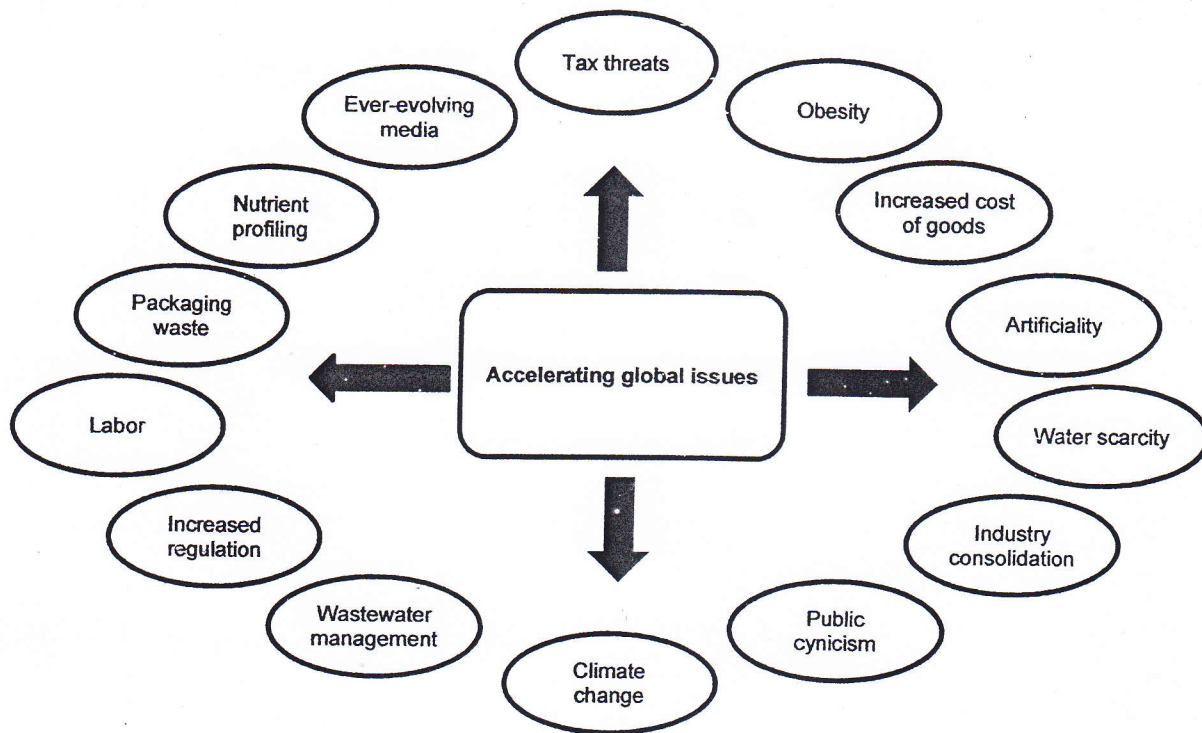 Tax threats
Ever-evolving
media
Obesity
Nutrient
profiling
Increased cost
of goods
Packaging
waste
Artificiality
Accelerating global issues
Labor
Water scarcity
Increased
regulation
Industry
consolidation
Wastewater
management
Public
cynicism
Climate
change